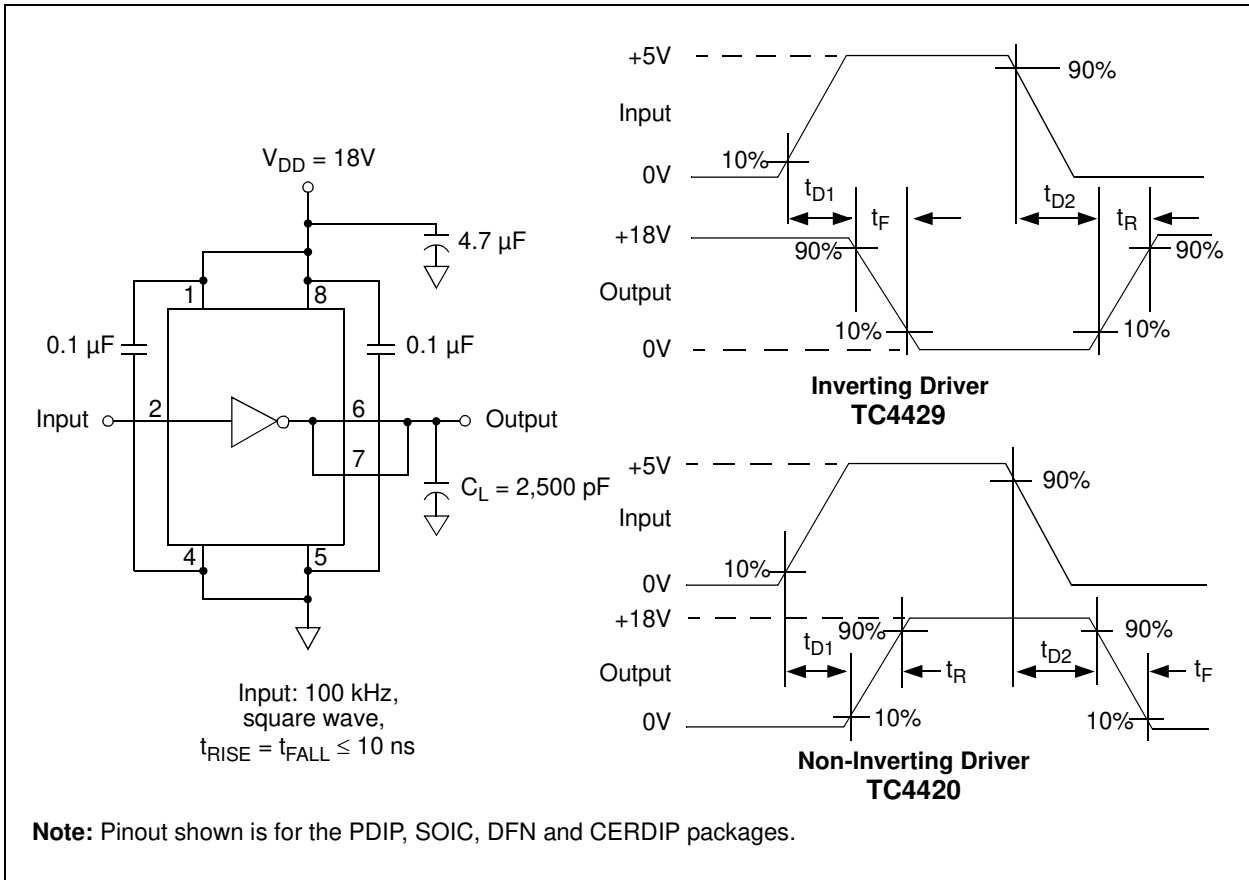 V_DD = 18V
4.7 µF
1
8
0.1 µF
0.1 µF
Input
2
6
Output
7
C_L = 2,500 pF
4
5
Input: 100 kHz,
square wave,
t_RISE = t_FALL ≤ 10 ns
+5V
90%
Input
10%
0V
t_D1
t_F
t_D2
t_R
+18V
90%
90%
Output
10%
10%
0V
Inverting Driver
TC4429
+5V
90%
Input
10%
0V
+18V
t_D1
90%
t_R
t_D2
90%
t_F
Output
10%
10%
0V
Non-Inverting Driver
TC4420
Note: Pinout shown is for the PDIP, SOIC, DFN and CERDIP packages.